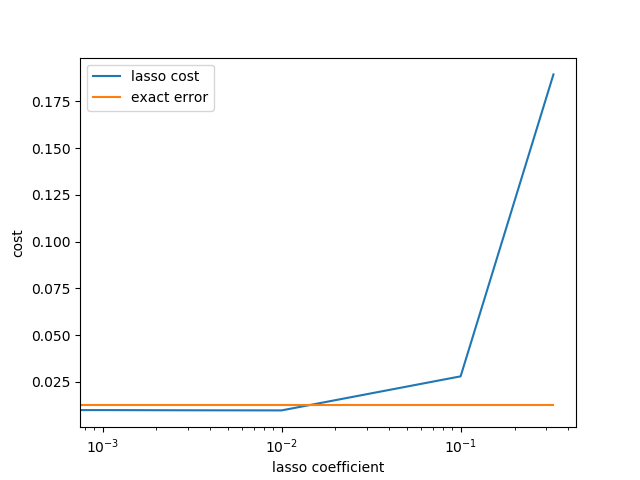 lasso cost
exact error
0.175
0.150
0.125
0.100
0.075
0.050
0.025
cost
10⁻³
10⁻²
10⁻¹
lasso coefficient